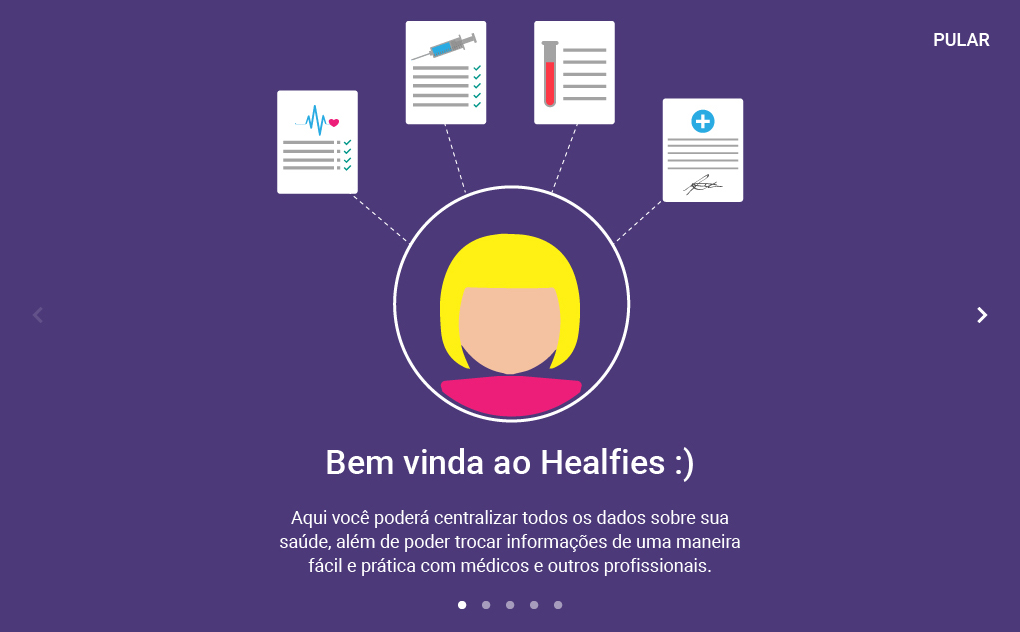 PULAR
Bem vinda ao Healfies :)
Aqui você poderá centralizar todos os dados sobre sua
saúde, além de poder trocar informações de uma maneira
fácil e prática com médicos e outros profissionais.